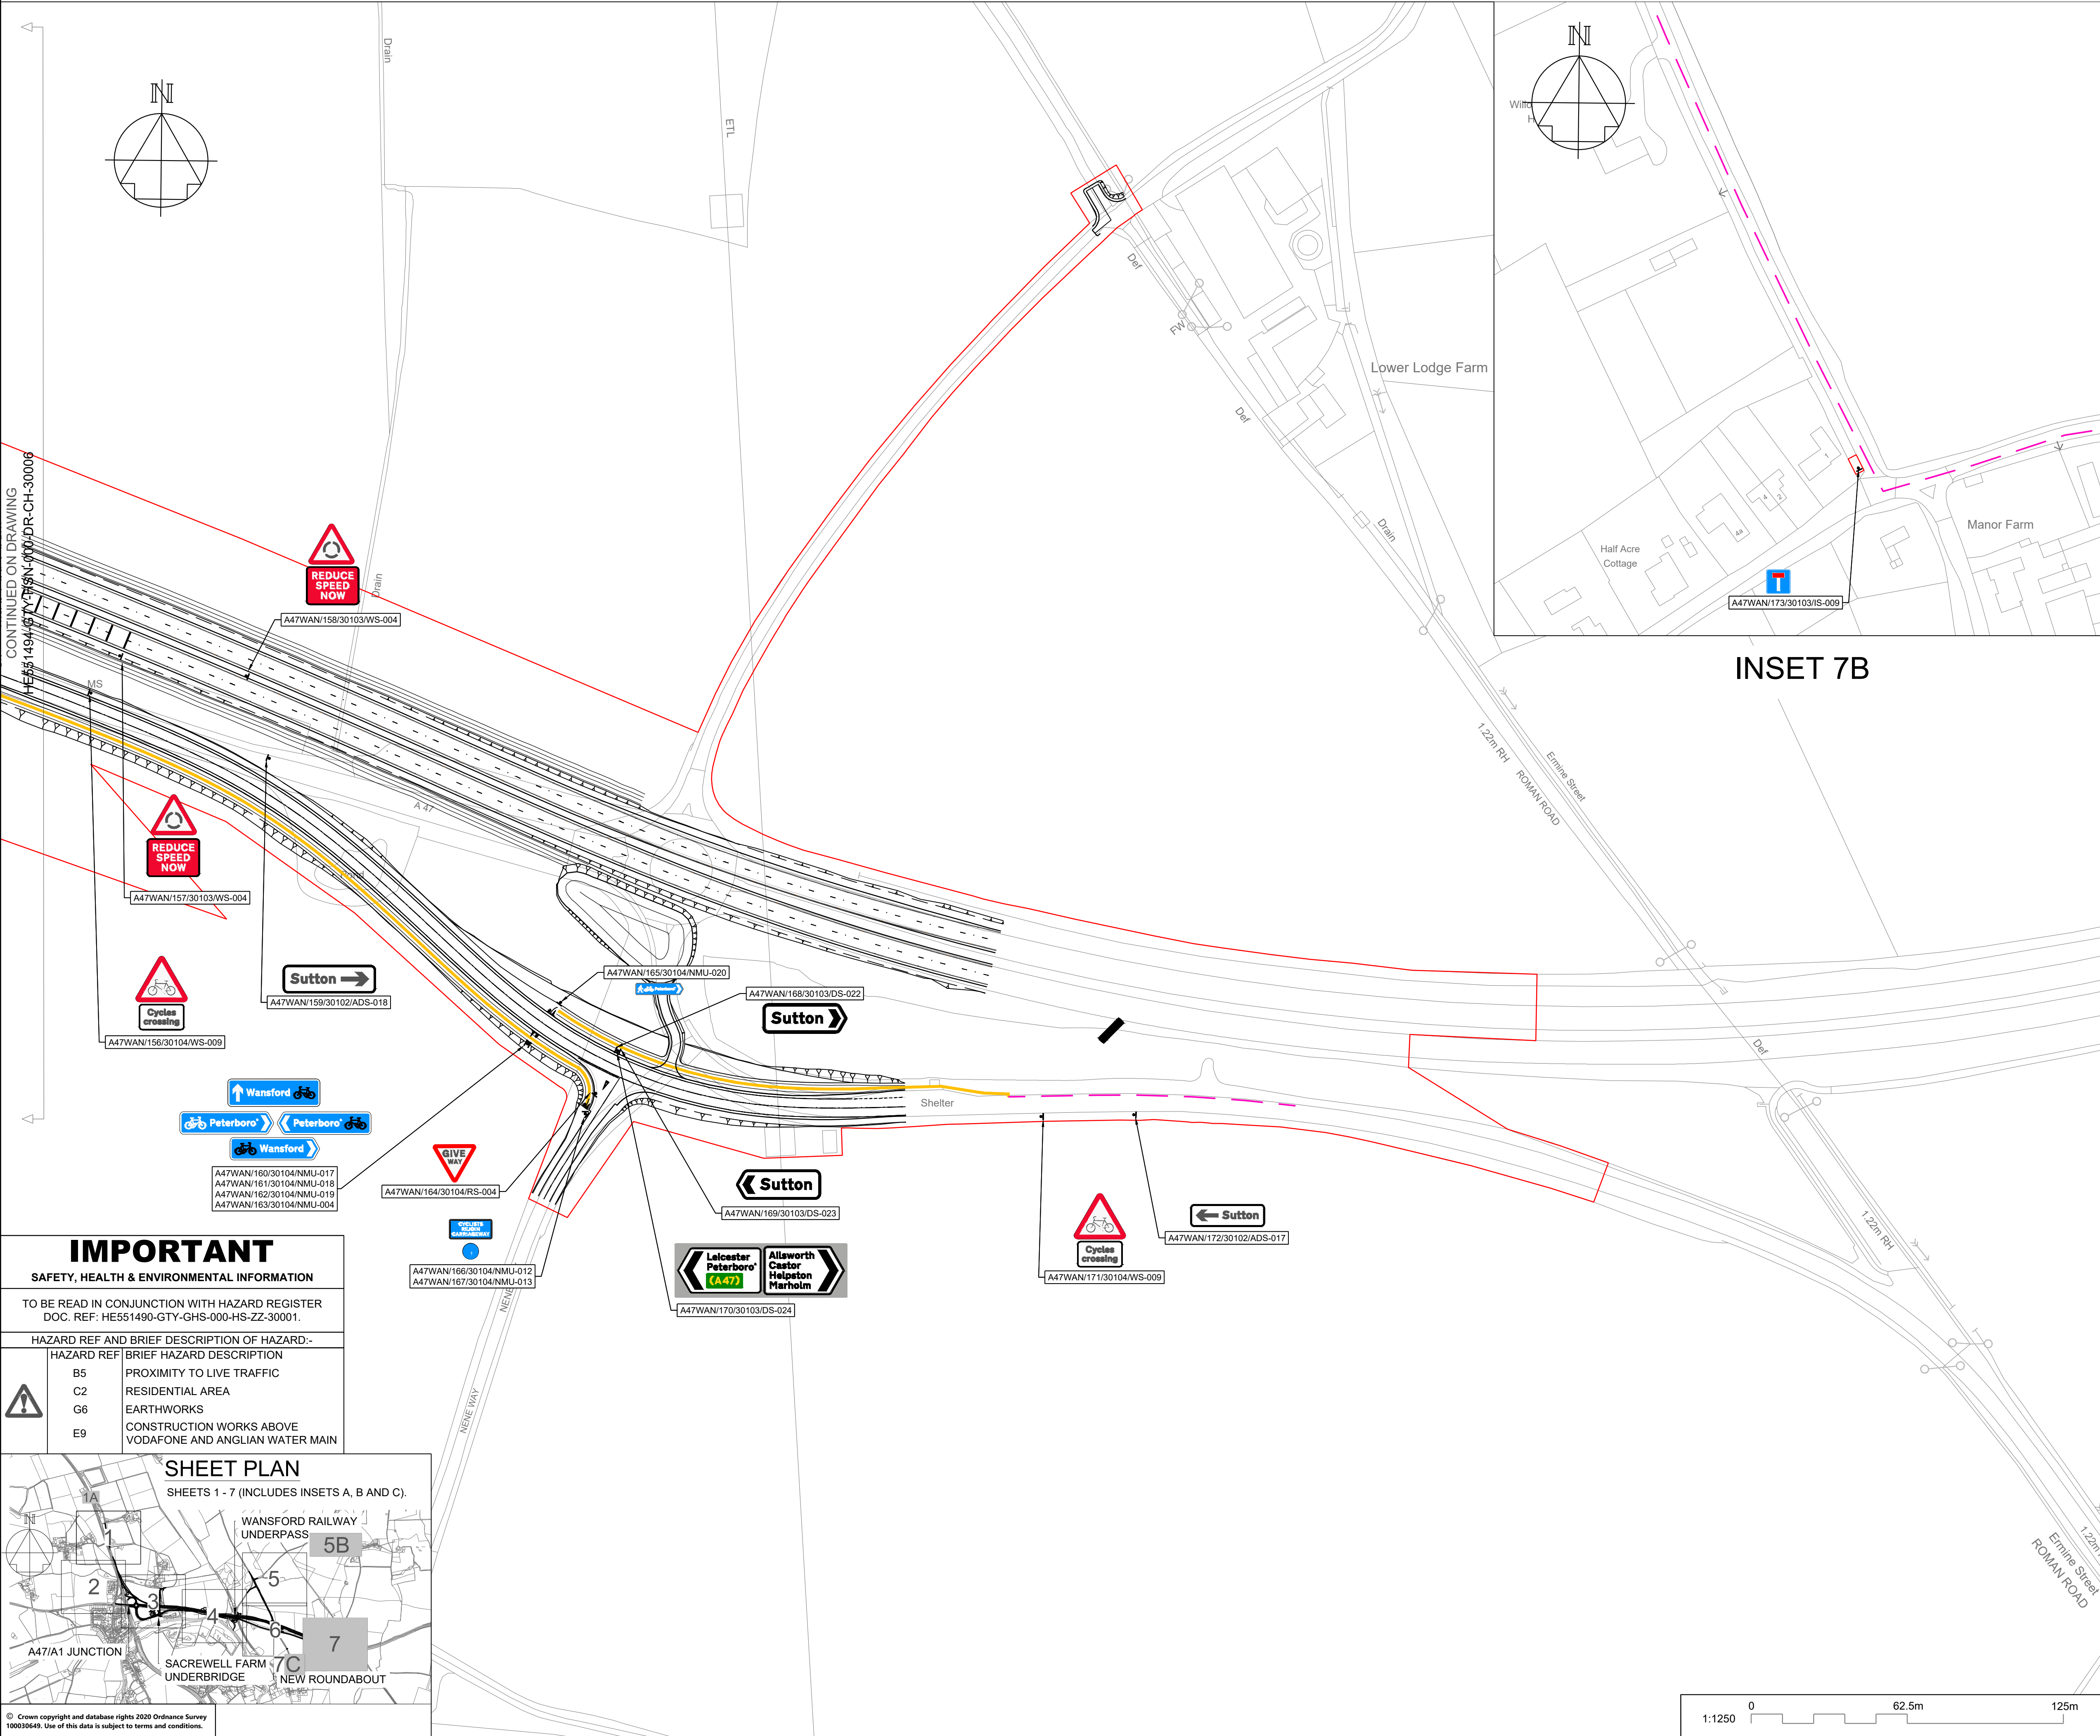 Drain
ETL
N
N
Willo
H
Def
FW
Def
Lower Lodge Farm
Drain
1
2
4
4a
Half Acre
Cottage
Manor Farm
A47WAN/173/30103/IS-009
INSET 7B
CONTINUED ON DRAWING
HE551494-GTY-HSN-000-DR-CH-30006
REDUCE
SPEED
NOW
Drain
A47WAN/158/30103/WS-004
MS
A 47
REDUCE
SPEED
NOW
A47WAN/157/30103/WS-004
1.22m RH
ROMAN ROAD
Ermine Street
Cycles
crossing
A47WAN/156/30104/WS-009
Sutton
A47WAN/159/30102/ADS-018
A47WAN/165/30104/NMU-020
Peterboro'
A47WAN/168/30103/DS-022
Sutton
Def
Shelter
Wansford
Peterboro'
Peterboro'
Wansford
A47WAN/160/30104/NMU-017
A47WAN/161/30104/NMU-018
A47WAN/162/30104/NMU-019
A47WAN/163/30104/NMU-004
GIVE
WAY
A47WAN/164/30104/RS-004
CYCLISTS
REJOIN
CARRIAGEWAY
A47WAN/166/30104/NMU-012
A47WAN/167/30104/NMU-013
Sutton
A47WAN/169/30103/DS-023
Leicester
Peterboro'
(A47)
Ailsworth
Castor
Helpston
Marholm
A47WAN/170/30103/DS-024
Cycles
crossing
A47WAN/171/30104/WS-009
Sutton
A47WAN/172/30102/ADS-017
1.22m RH
NENE
NENE WAY
1.22m
Ermine Street
ROMAN ROAD
IMPORTANT
SAFETY, HEALTH & ENVIRONMENTAL INFORMATION
TO BE READ IN CONJUNCTION WITH HAZARD REGISTER
DOC. REF: HE551490-GTY-GHS-000-HS-ZZ-30001.
HAZARD REF AND BRIEF DESCRIPTION OF HAZARD:-
HAZARD REF BRIEF HAZARD DESCRIPTION
B5 PROXIMITY TO LIVE TRAFFIC
C2 RESIDENTIAL AREA
G6 EARTHWORKS
E9 CONSTRUCTION WORKS ABOVE
VODAFONE AND ANGLIAN WATER MAIN
SHEET PLAN
SHEETS 1 - 7 (INCLUDES INSETS A, B AND C).
1A
N
1
WANSFORD RAILWAY
UNDERPASS
5B
2
3
4
5
6
7
7C
A47/A1 JUNCTION
SACREWELL FARM
UNDERBRIDGE
NEW ROUNDABOUT
© Crown copyright and database rights 2020 Ordnance Survey
100030649. Use of this data is subject to terms and conditions.
1:1250
0 62.5m 125m